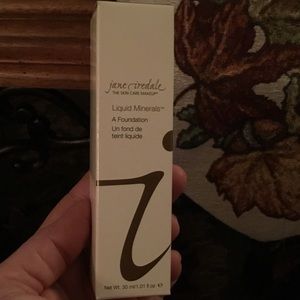 jane iredale
THE SKIN CARE MAKEUP™
Liquid Minerals™
A Foundation
Un fond de
teint liquide
Net Wt. 30 ml/1.01 fl oz e